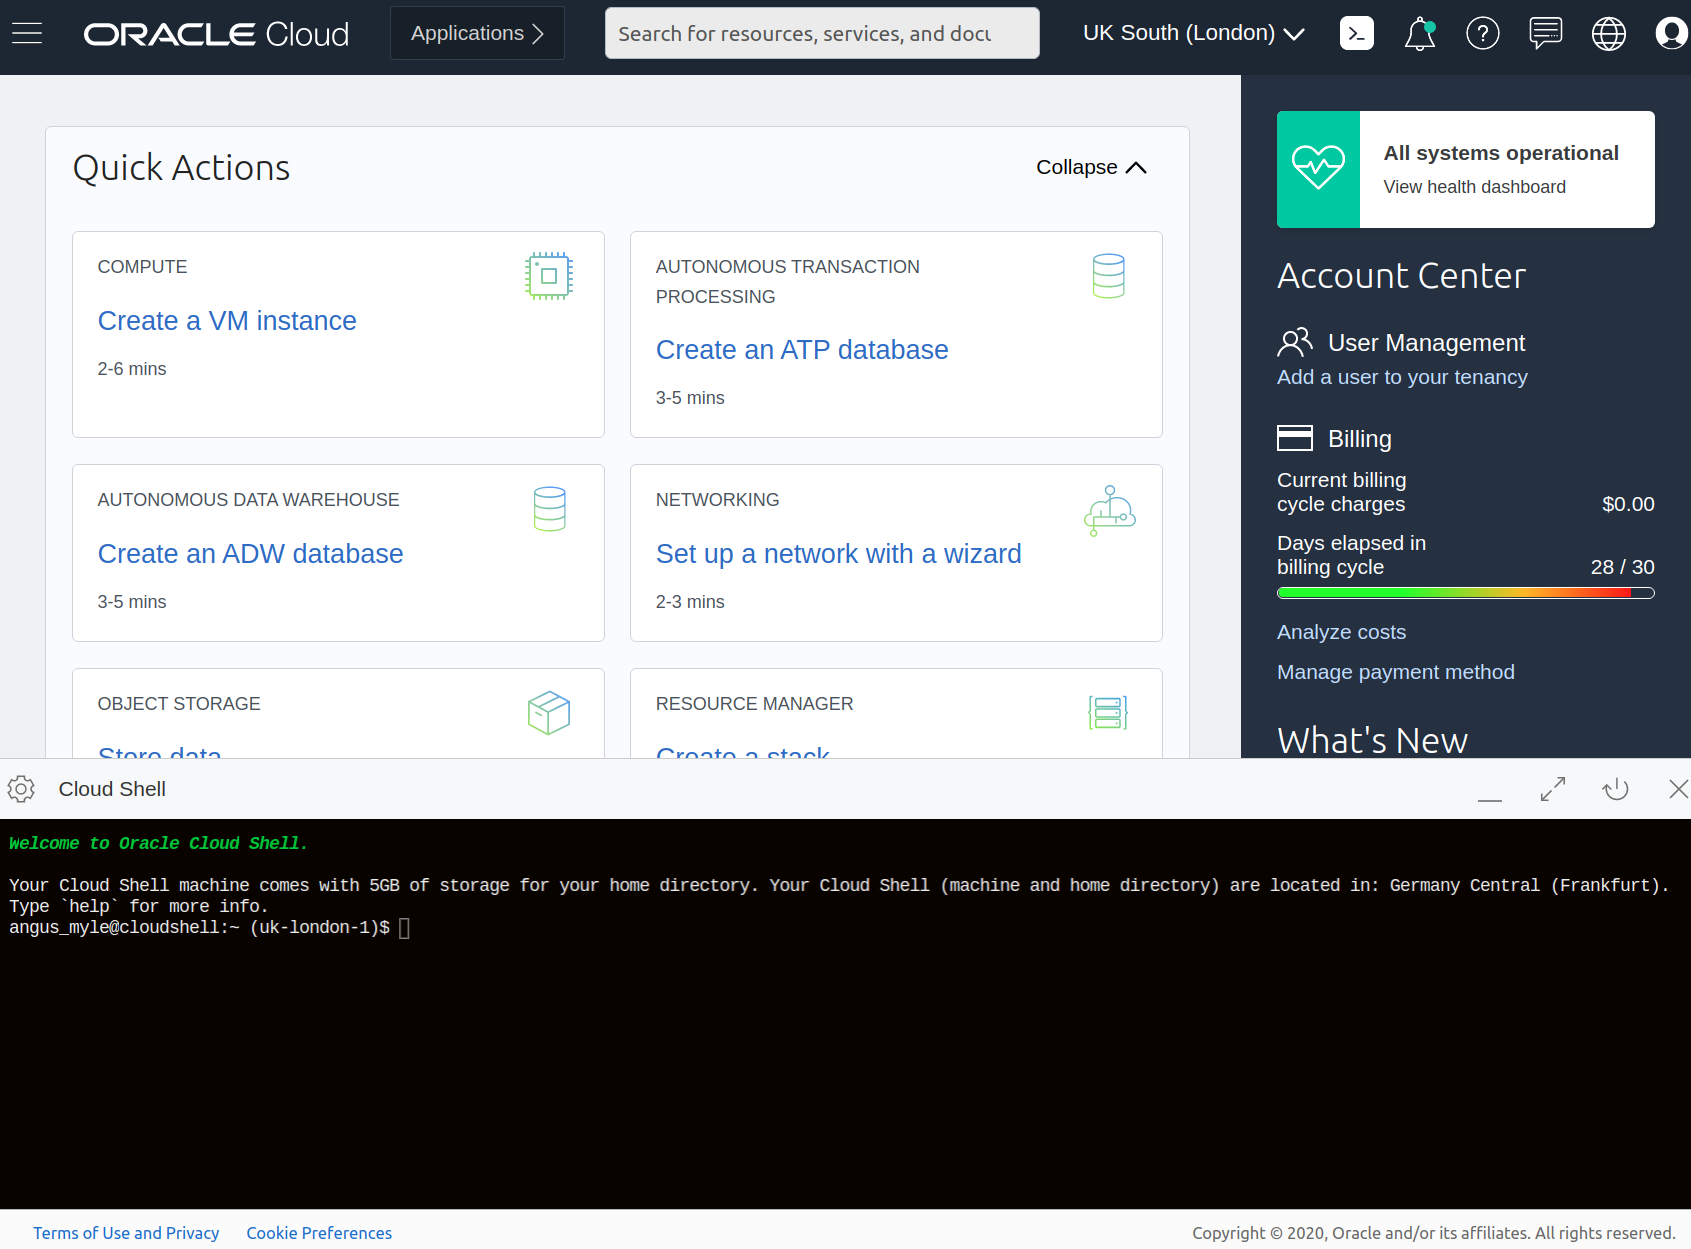 ORACLE Cloud
Applications
Search for resources, services, and docu
UK South (London)
Quick Actions
Collapse
COMPUTE
Create a VM instance
2-6 mins
AUTONOMOUS TRANSACTION
PROCESSING
Create an ATP database
3-5 mins
AUTONOMOUS DATA WAREHOUSE
Create an ADW database
3-5 mins
NETWORKING
Set up a network with a wizard
2-3 mins
OBJECT STORAGE
Store data
RESOURCE MANAGER
Create a stack
All systems operational
View health dashboard
Account Center
User Management
Add a user to your tenancy
Billing
Current billing
cycle charges $0.00
Days elapsed in
billing cycle 28 / 30
Analyze costs
Manage payment method
What's New
Cloud Shell
Welcome to Oracle Cloud Shell.
Your Cloud Shell machine comes with 5GB of storage for your home directory. Your Cloud Shell (machine and home directory) are located in: Germany Central (Frankfurt).
Type `help` for more info.
angus_myle@cloudshell:~ (uk-london-1)$
Terms of Use and Privacy Cookie Preferences
Copyright © 2020, Oracle and/or its affiliates. All rights reserved.